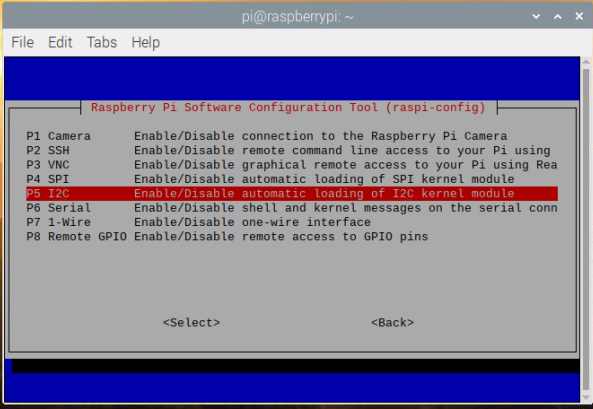 pi@raspberrypi: ~
File Edit Tabs Help
Raspberry Pi Software Configuration Tool (raspi-config)
P1 Camera Enable/Disable connection to the Raspberry Pi Camera
P2 SSH Enable/Disable remote command line access to your Pi using
P3 VNC Enable/Disable graphical remote access to your Pi using Rea
P4 SPI Enable/Disable automatic loading of SPI kernel module
P5 I2C Enable/Disable automatic loading of I2C kernel module
P6 Serial Enable/Disable shell and kernel messages on the serial conn
P7 1-Wire Enable/Disable one-wire interface
P8 Remote GPIO Enable/Disable remote access to GPIO pins
<Select> <Back>